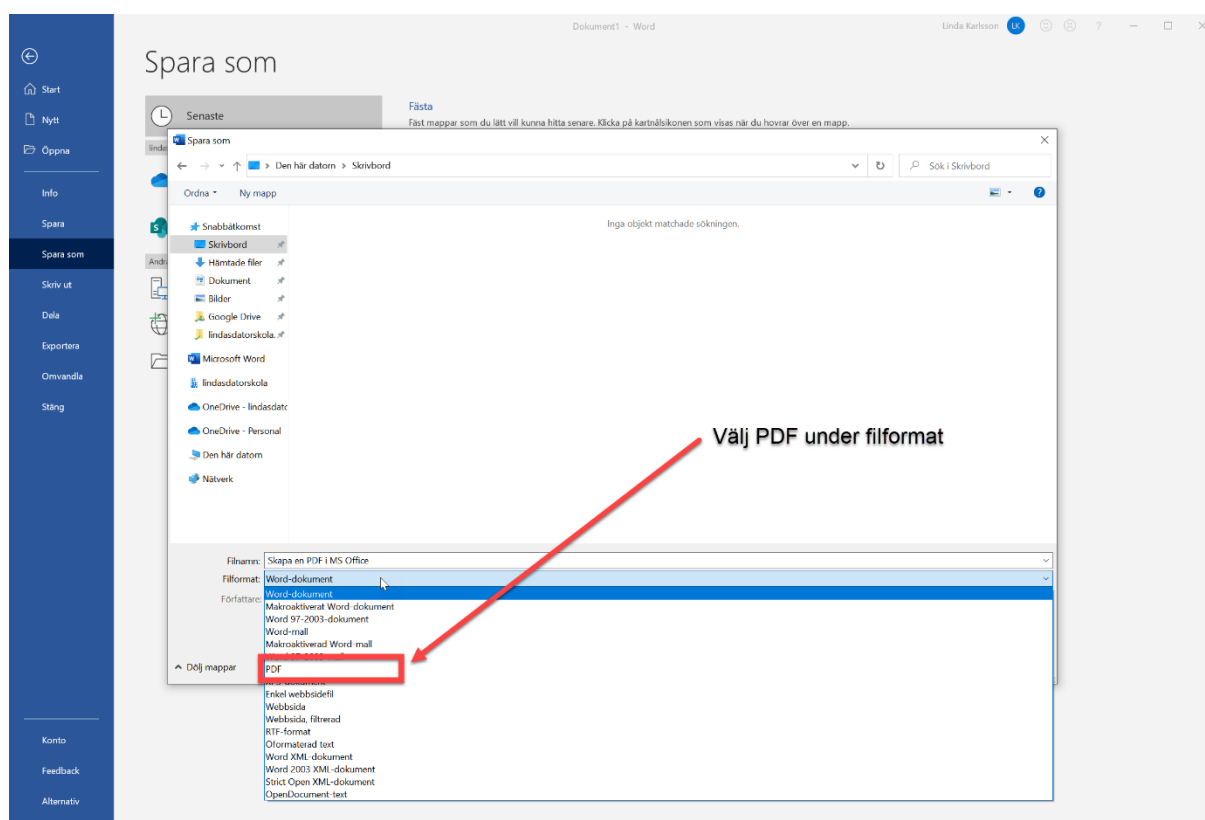 Dokument1 - Word
Linda Karlsson LK ?
Spara som
Start
Nytt
Öppna
Info
Spara
Spara som
Skriv ut
Dela
Exportera
Omvandla
Stäng
Konto
Feedback
Alternativ
Senaste
Fästa
Fäst mappar som du lätt vill kunna hitta senare. Klicka på kartnålsikonen som visas när du hovrar över en mapp.
Spara som
Den här datorn > Skrivbord
Sök i Skrivbord
Ordna
Ny mapp
Inga objekt matchade sökningen.
Snabbåtkomst
Skrivbord
Hämtade filer
Dokument
Bilder
Google Drive
lindasdatorskola.
Microsoft Word
lindasdatorskola
OneDrive - lindasdatc
OneDrive - Personal
Den här datorn
Nätverk
Välj PDF under filformat
Filnamn: Skapa en PDF i MS Office
Filformat: Word-dokument
Författare:
Word-dokument
Makroaktiverat Word-dokument
Word 97-2003-dokument
Word-mall
Makroaktiverad Word-mall
PDF
Enkel webbsidefil
Webbsida
Webbsida, filtrerad
RTF-format
Oformaterad text
Word XML-dokument
Word 2003 XML-dokument
Strict Open XML-dokument
OpenDocument-text
Dölj mappar